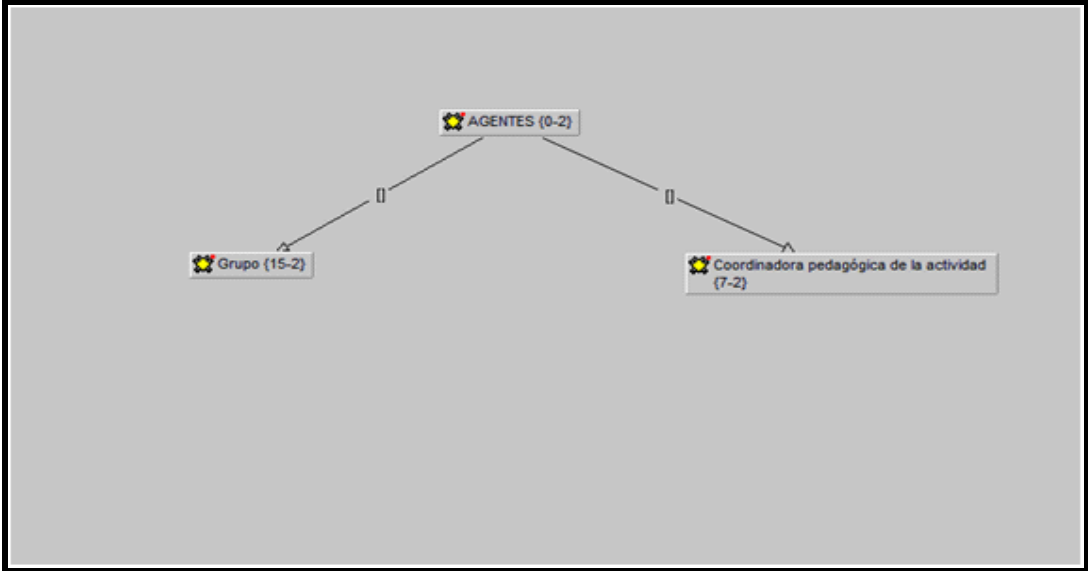 AGENTES {0-2}
[]
[]
Grupo {15-2}
Coordinadora pedagógica de la actividad
{7-2}